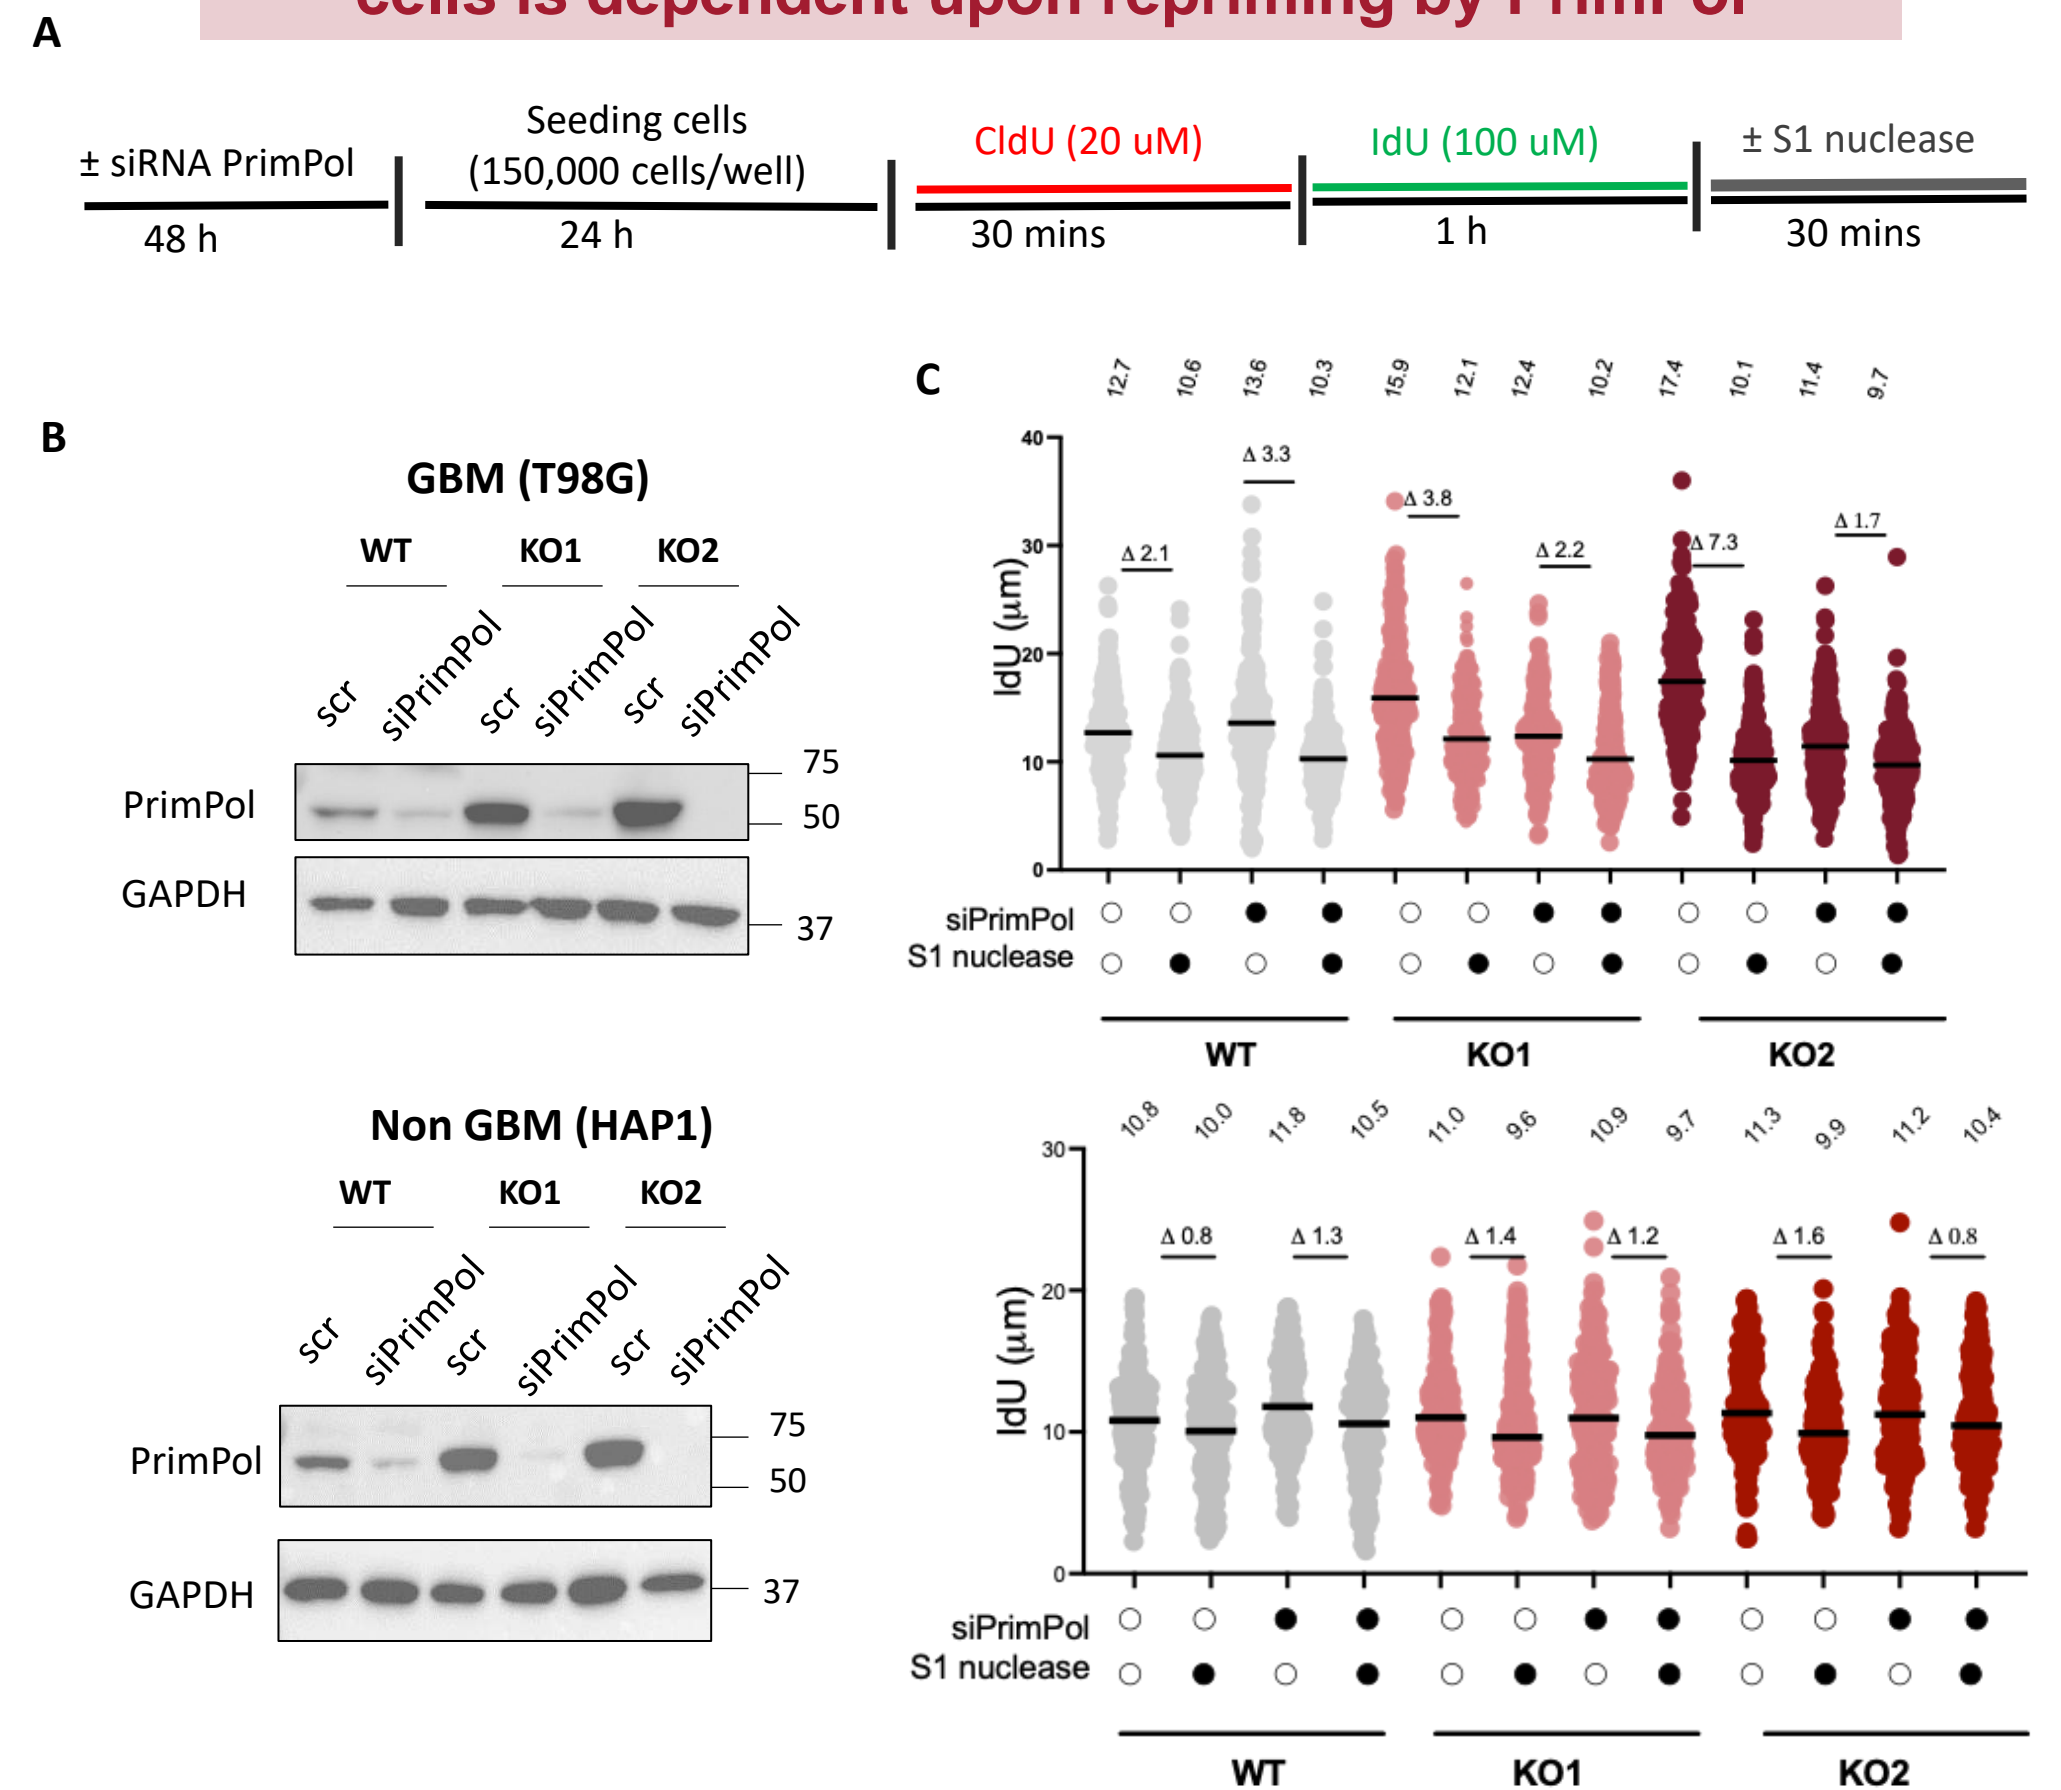 cells is dependent upon repriming by PrimPol
A
± siRNA PrimPol
48 h
Seeding cells
(150,000 cells/well)
24 h
CldU (20 uM)
30 mins
IdU (100 uM)
1 h
± S1 nuclease
30 mins
B
GBM (T98G)
WT KO1 KO2
scr siPrimPol scr siPrimPol scr siPrimPol
PrimPol
75
50
GAPDH
37
Non GBM (HAP1)
WT KO1 KO2
scr siPrimPol scr siPrimPol scr siPrimPol
PrimPol
75
50
GAPDH
37
C
12.7 10.6 13.6 10.3 15.9 12.1 12.4 10.2 17.4 10.1 11.4 9.7
IdU (μm)
40
30
20
10
0
Δ 2.1 Δ 3.3 Δ 3.8 Δ 2.2 Δ 7.3 Δ 1.7
siPrimPol
S1 nuclease
WT KO1 KO2
10.8 10.0 11.8 10.5 11.0 9.6 10.9 9.7 11.3 9.9 11.2 10.4
IdU (μm)
30
20
10
0
Δ 0.8 Δ 1.3 Δ 1.4 Δ 1.2 Δ 1.6 Δ 0.8
siPrimPol
S1 nuclease
WT KO1 KO2